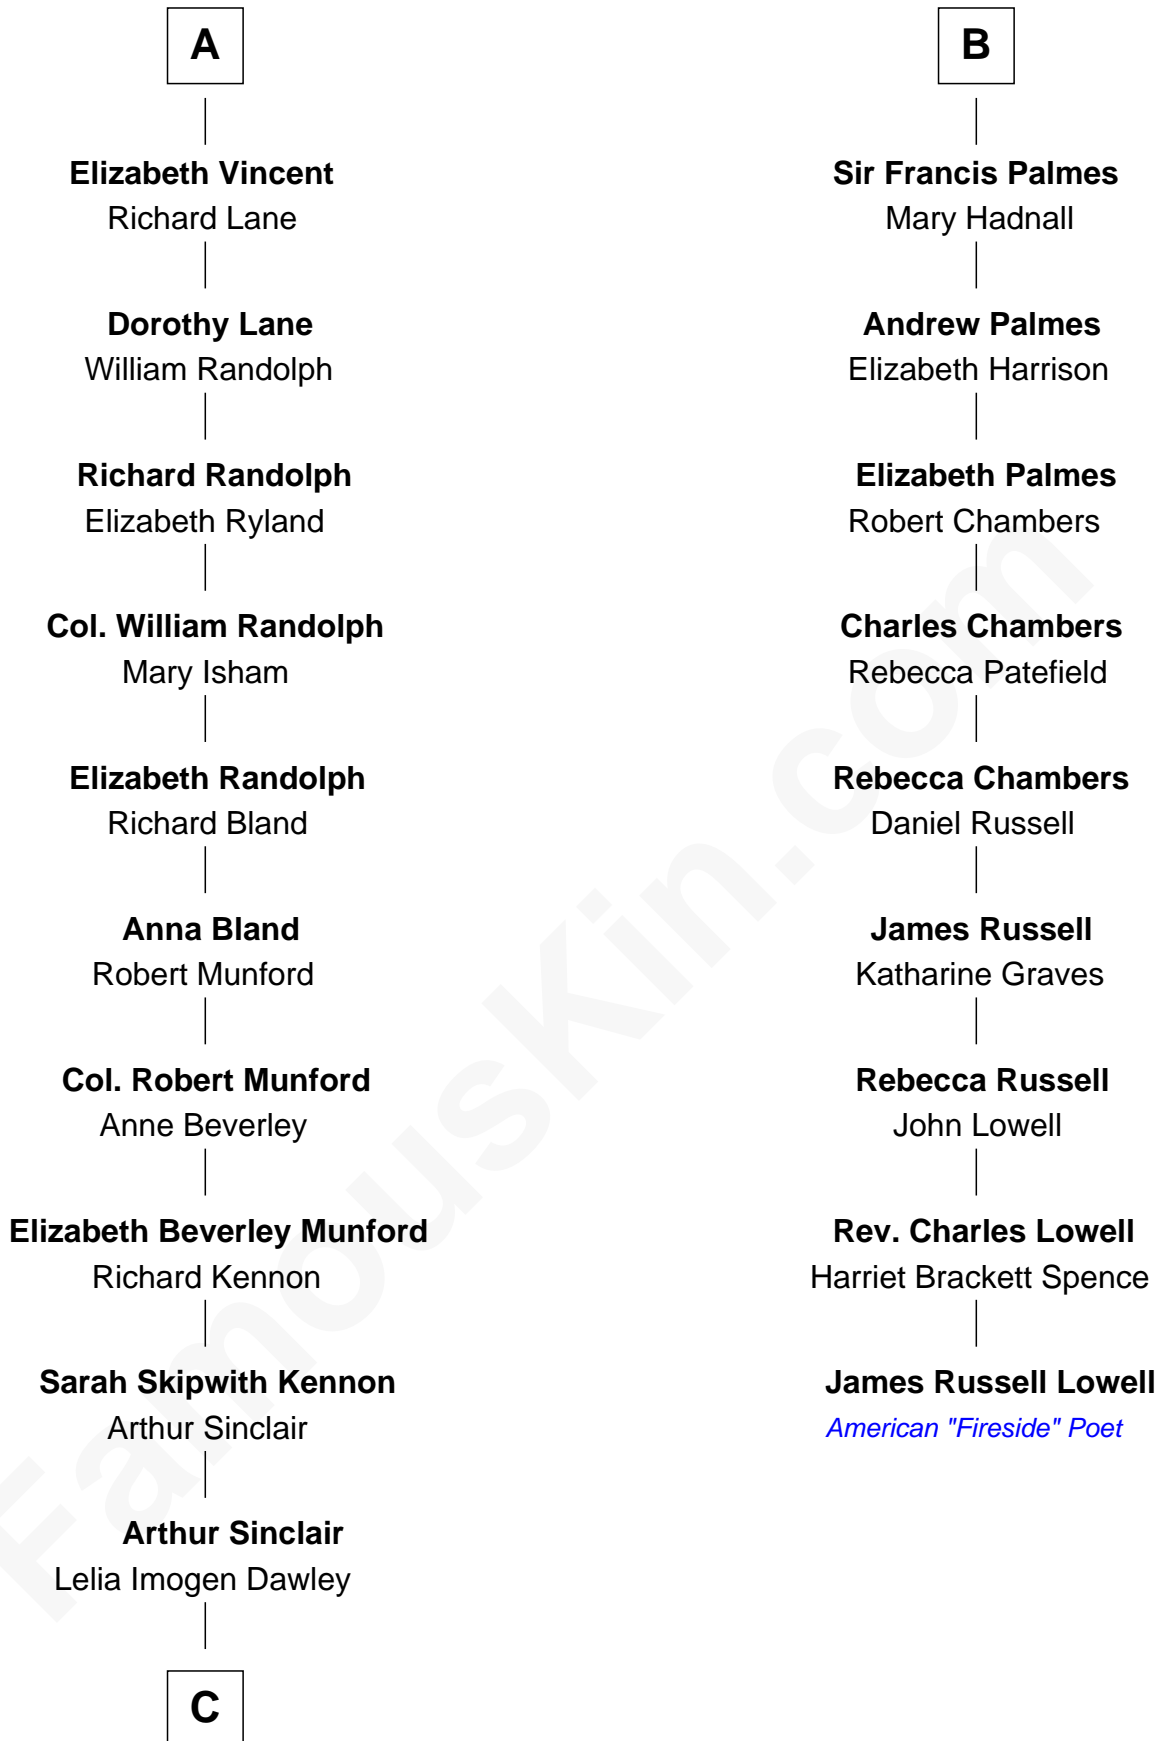 A
Elizabeth Vincent
Richard Lane
Dorothy Lane
William Randolph
Richard Randolph
Elizabeth Ryland
Col. William Randolph
Mary Isham
Elizabeth Randolph
Richard Bland
Anna Bland
Robert Munford
Col. Robert Munford
Anne Beverley
Elizabeth Beverley Munford
Richard Kennon
Sarah Skipwith Kennon
Arthur Sinclair
Arthur Sinclair
Lelia Imogen Dawley
C
B
Sir Francis Palmes
Mary Hadnall
Andrew Palmes
Elizabeth Harrison
Elizabeth Palmes
Robert Chambers
Charles Chambers
Rebecca Patefield
Rebecca Chambers
Daniel Russell
James Russell
Katharine Graves
Rebecca Russell
John Lowell
Rev. Charles Lowell
Harriet Brackett Spence
James Russell Lowell
American "Fireside" Poet
FamousKin.com